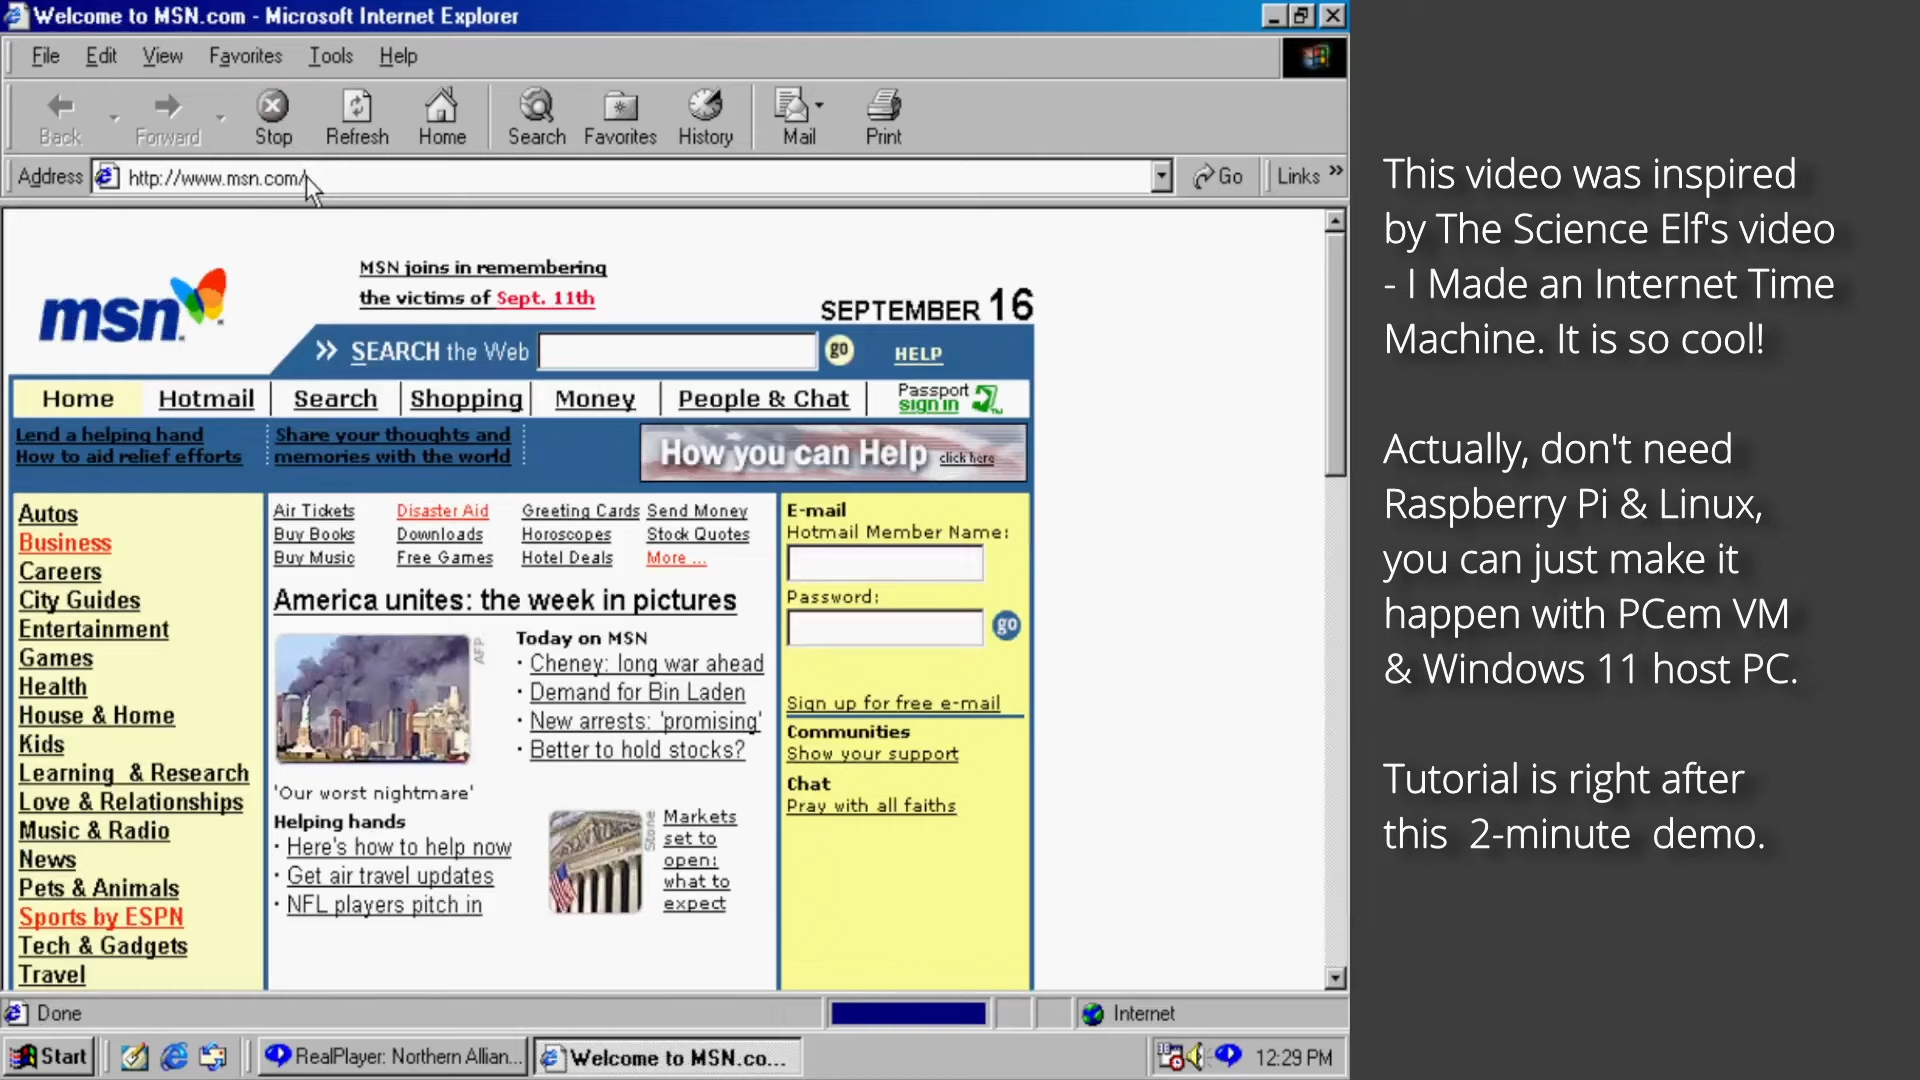 Welcome to MSN.com - Microsoft Internet Explorer
File Edit View Favorites Tools Help
Back Forward Stop Refresh Home Search Favorites History Mail Print
Address http://www.msn.com/ Go Links »
msn
MSN joins in remembering
the victims of Sept. 11th
SEPTEMBER 16
» SEARCH the Web go HELP
Home Hotmail Search Shopping Money People & Chat Passport
sign in
Lend a helping hand
How to aid relief efforts
Share your thoughts and
memories with the world
How you can Help click here
Autos
Business
Careers
City Guides
Entertainment
Games
Health
House & Home
Kids
Learning & Research
Love & Relationships
Music & Radio
News
Pets & Animals
Sports by ESPN
Tech & Gadgets
Travel
Air Tickets Disaster Aid Greeting Cards Send Money
Buy Books Downloads Horoscopes Stock Quotes
Buy Music Free Games Hotel Deals More ...
America unites: the week in pictures
AFP
Today on MSN
· Cheney: long war ahead
· Demand for Bin Laden
· New arrests: 'promising'
· Better to hold stocks?
'Our worst nightmare'
Helping hands
· Here's how to help now
· Get air travel updates
· NFL players pitch in
Stone
Markets
set to
open:
what to
expect
E-mail
Hotmail Member Name:
Password:
go
Sign up for free e-mail
Communities
Show your support
Chat
Pray with all faiths
Done Internet
Start RealPlayer: Northern Allian... Welcome to MSN.co... 12:29 PM
This video was inspired
by The Science Elf's video
- I Made an Internet Time
Machine. It is so cool!
Actually, don't need
Raspberry Pi & Linux,
you can just make it
happen with PCem VM
& Windows 11 host PC.
Tutorial is right after
this 2-minute demo.